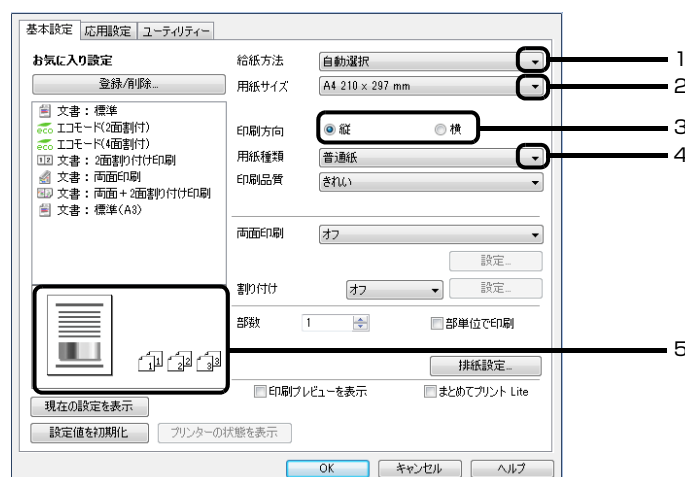 基本設定 応用設定 ユーティリティー
お気に入り設定
登録/削除...
文書：標準
eco エコモード(2面割付)
eco エコモード(4面割付)
文書：2面割り付け印刷
文書：両面印刷
文書：両面＋2面割り付け印刷
文書：標準(A3)
1 1 2 2 3 3
現在の設定を表示
設定値を初期化 プリンターの状態を表示
給紙方法 自動選択 1
用紙サイズ A4 210 x 297 mm 2
印刷方向 縦 横 3
用紙種類 普通紙 4
印刷品質 きれい
両面印刷 オフ
設定...
割り付け オフ 設定...
部数 1 部単位で印刷
5
排紙設定...
印刷プレビューを表示 まとめてプリント Lite
OK キャンセル ヘルプ